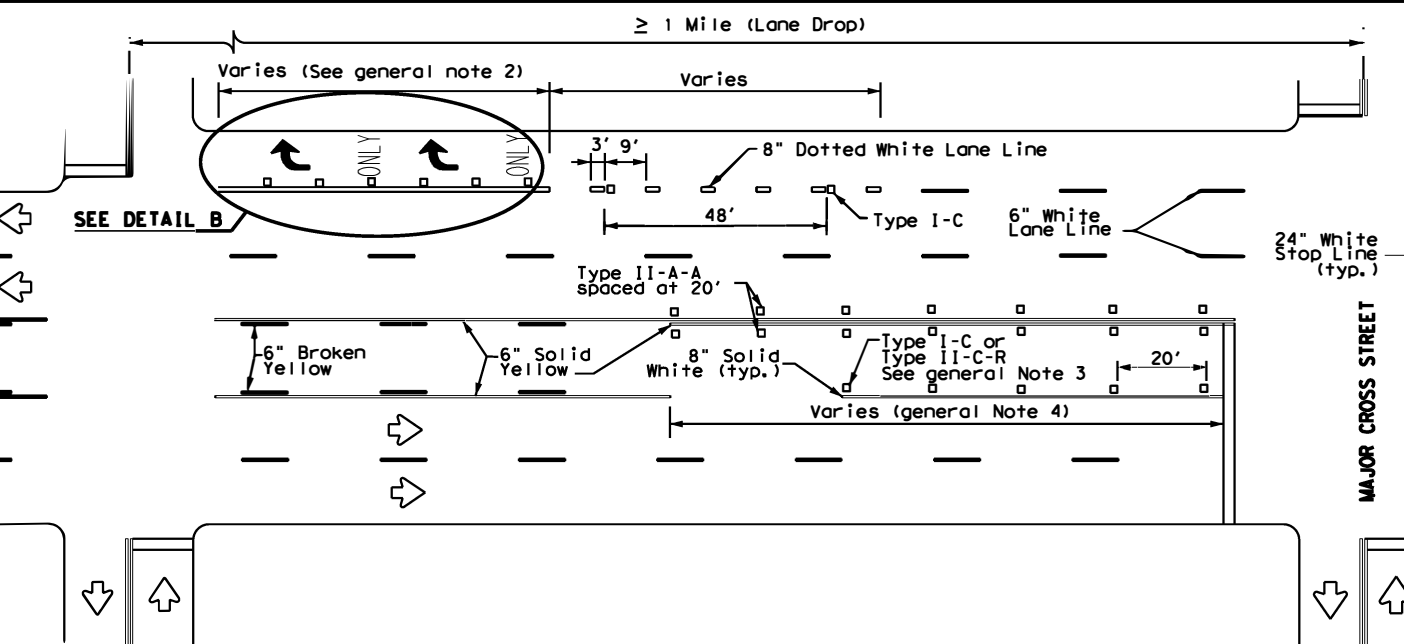 ≥ 1 Mile (Lane Drop)
Varies (See general note 2)
Varies
ONLY
ONLY
3'
9'
8" Dotted White Lane Line
SEE DETAIL B
48'
Type I-C
6" White
Lane Line
24" White
Stop Line
(typ.)
Type II-A-A
spaced at 20'
6" Broken
Yellow
6" Solid
Yellow
8" Solid
White (typ.)
Type I-C or
Type II-C-R
See general Note 3
20'
Varies (general Note 4)
MAJOR CROSS STREET